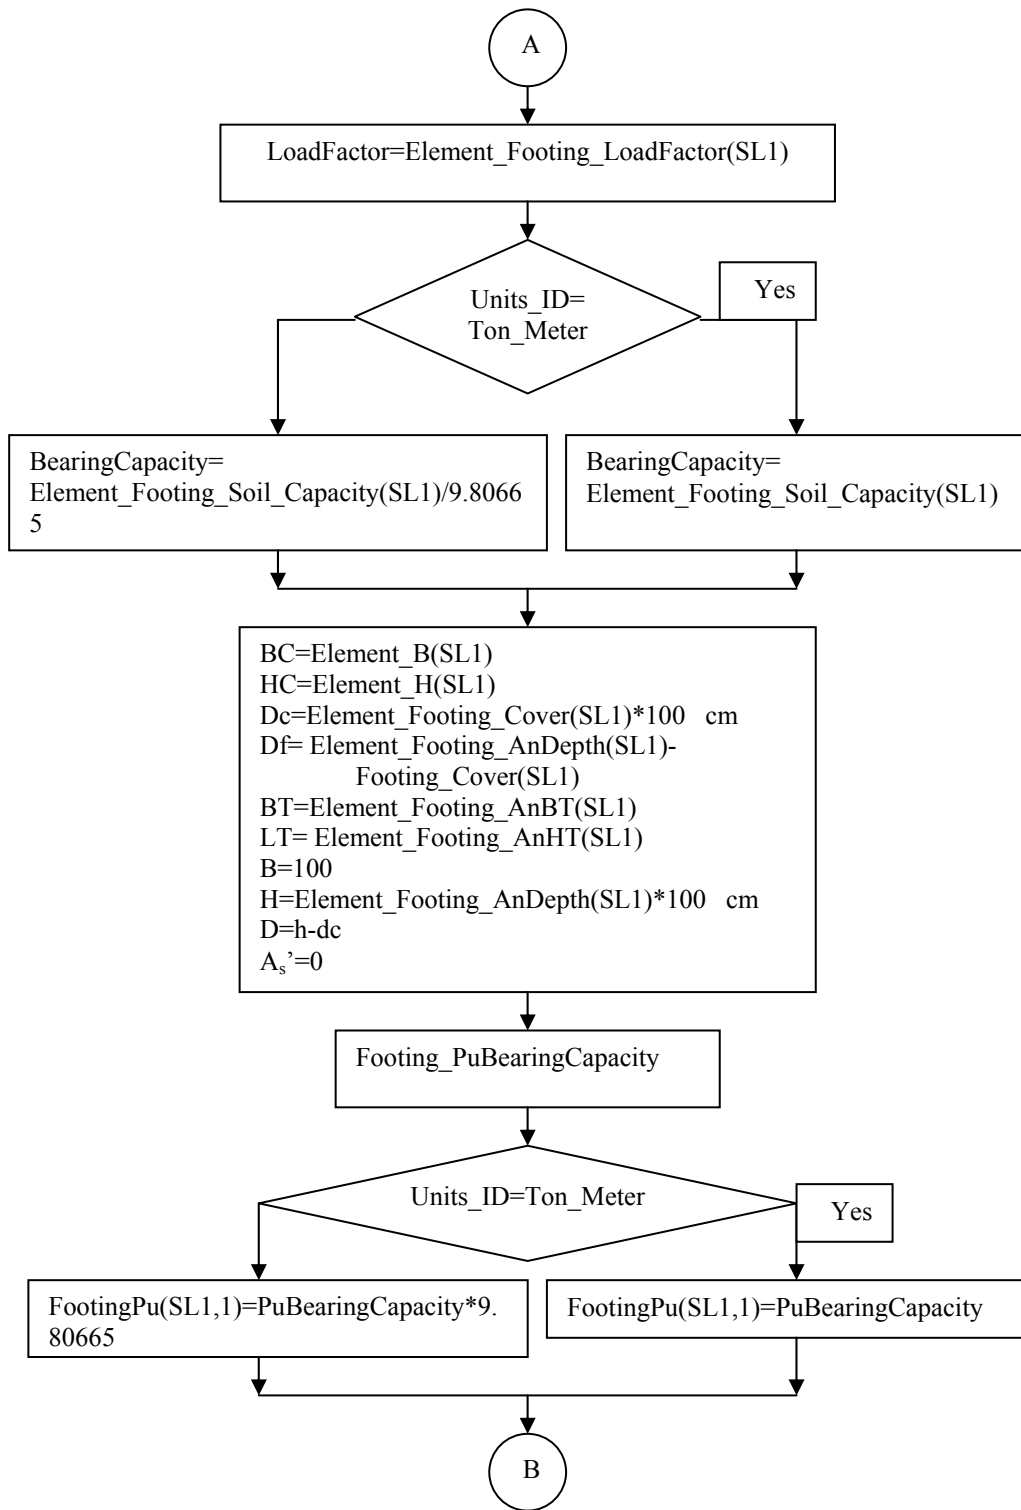 A
LoadFactor=Element_Footing_LoadFactor(SL1)
Units_ID=
Ton_Meter
Yes
BearingCapacity=
Element_Footing_Soil_Capacity(SL1)/9.8066
5
BearingCapacity=
Element_Footing_Soil_Capacity(SL1)
BC=Element_B(SL1)
HC=Element_H(SL1)
Dc=Element_Footing_Cover(SL1)*100 cm
Df= Element_Footing_AnDepth(SL1)-
Footing_Cover(SL1)
BT=Element_Footing_AnBT(SL1)
LT= Element_Footing_AnHT(SL1)
B=100
H=Element_Footing_AnDepth(SL1)*100 cm
D=h-dc
Aₛ’=0
Footing_PuBearingCapacity
Units_ID=Ton_Meter
Yes
FootingPu(SL1,1)=PuBearingCapacity*9.
80665
FootingPu(SL1,1)=PuBearingCapacity
B